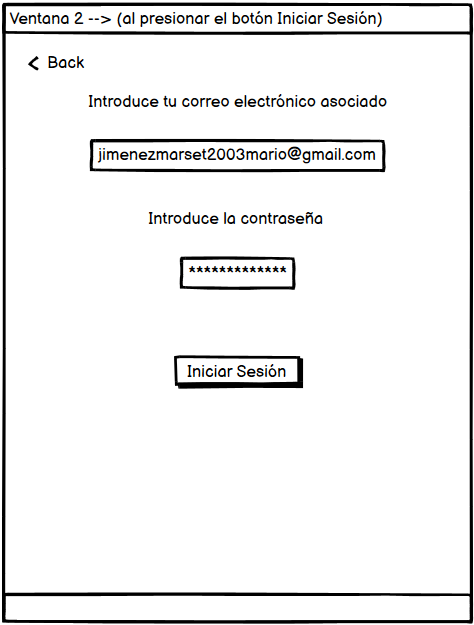 Ventana 2 --> (al presionar el botón Iniciar Sesión)
Back
Introduce tu correo electrónico asociado
jimenezmarset2003mario@gmail.com
Introduce la contraseña
*************
Iniciar Sesión